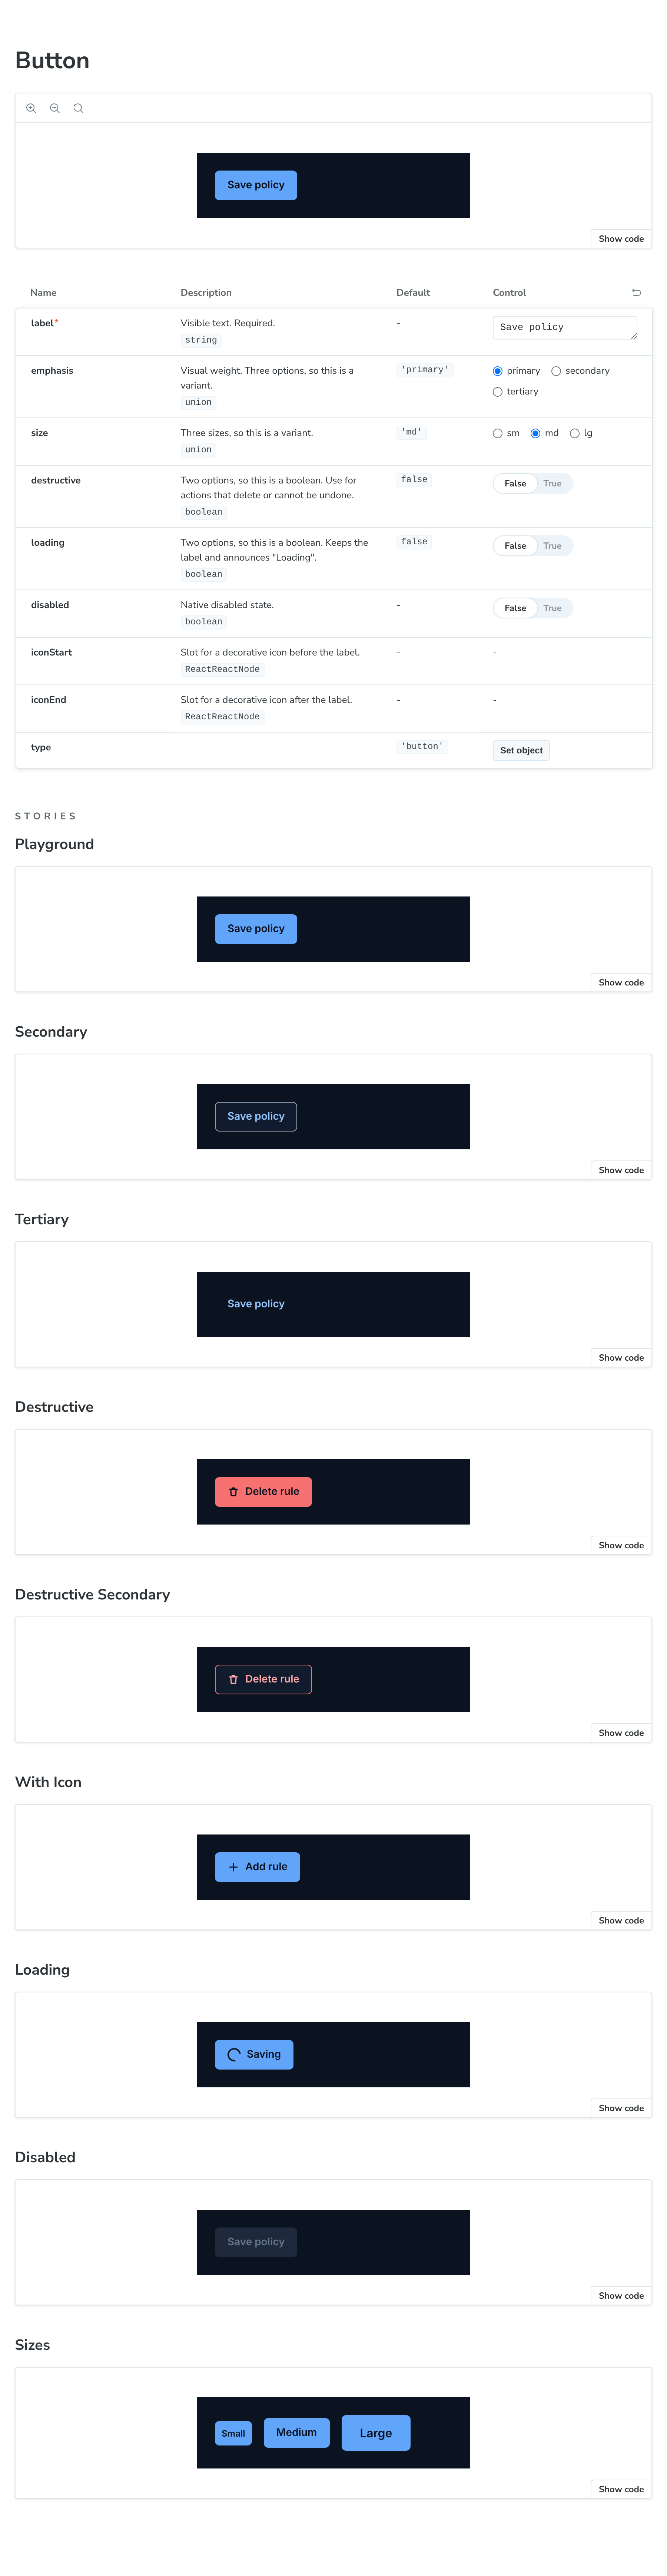 Button
Save policy
Show code
Name Description Default Control
label* Visible text. Required. - Save policy
string
emphasis Visual weight. Three options, so this is a 'primary' primary secondary
variant. tertiary
union
size Three sizes, so this is a variant. 'md' sm md lg
union
destructive Two options, so this is a boolean. Use for false False True
actions that delete or cannot be undone.
boolean
loading Two options, so this is a boolean. Keeps the false False True
label and announces "Loading".
boolean
disabled Native disabled state. - False True
boolean
iconStart Slot for a decorative icon before the label. - -
ReactReactNode
iconEnd Slot for a decorative icon after the label. - -
ReactReactNode
type 'button' Set object
STORIES
Playground
Save policy
Show code
Secondary
Save policy
Show code
Tertiary
Save policy
Show code
Destructive
Delete rule
Show code
Destructive Secondary
Delete rule
Show code
With Icon
Add rule
Show code
Loading
Saving
Show code
Disabled
Save policy
Show code
Sizes
Small Medium Large
Show code